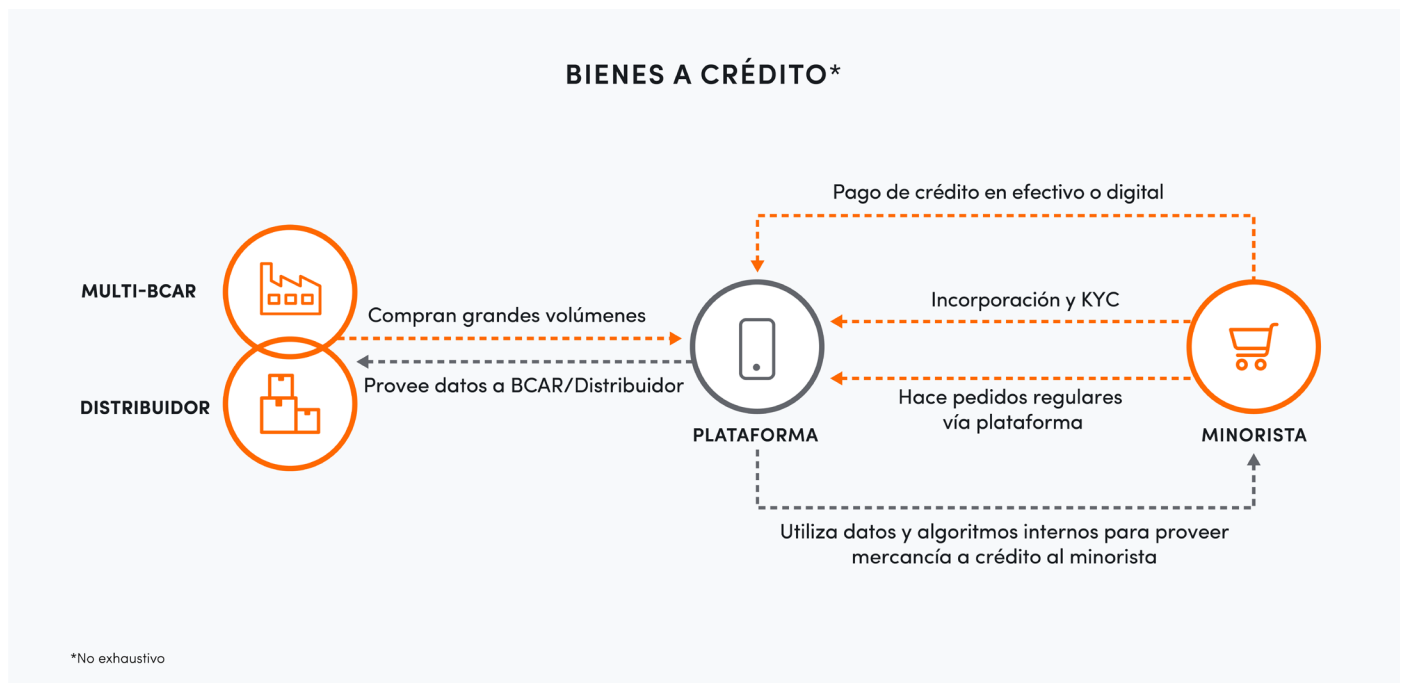 BIENES A CRÉDITO*
Pago de crédito en efectivo o digital
MULTI-BCAR
Compran grandes volúmenes
Incorporación y KYC
Provee datos a BCAR/Distribuidor
DISTRIBUIDOR
Hace pedidos regulares
vía plataforma
PLATAFORMA
MINORISTA
Utiliza datos y algoritmos internos para proveer
mercancía a crédito al minorista
*No exhaustivo